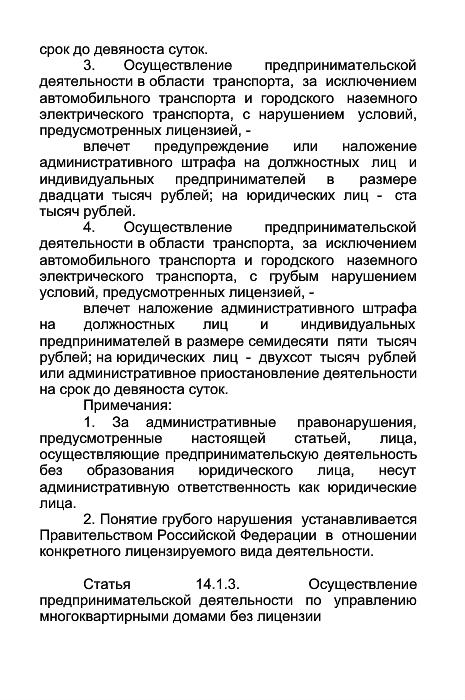 срок до девяноста суток.
3. Осуществление предпринимательской
деятельности в области транспорта, за исключением
автомобильного транспорта и городского наземного
электрического транспорта, с нарушением условий,
предусмотренных лицензией, -
влечет предупреждение или наложение
административного штрафа на должностных лиц и
индивидуальных предпринимателей в размере
двадцати тысяч рублей; на юридических лиц - ста
тысяч рублей.
4. Осуществление предпринимательской
деятельности в области транспорта, за исключением
автомобильного транспорта и городского наземного
электрического транспорта, с грубым нарушением
условий, предусмотренных лицензией, -
влечет наложение административного штрафа
на должностных лиц и индивидуальных
предпринимателей в размере семидесяти пяти тысяч
рублей; на юридических лиц - двухсот тысяч рублей
или административное приостановление деятельности
на срок до девяноста суток.
Примечания:
1. За административные правонарушения,
предусмотренные настоящей статьей, лица,
осуществляющие предпринимательскую деятельность
без образования юридического лица, несут
административную ответственность как юридические
лица.
2. Понятие грубого нарушения устанавливается
Правительством Российской Федерации в отношении
конкретного лицензируемого вида деятельности.
Статья 14.1.3. Осуществление
предпринимательской деятельности по управлению
многоквартирными домами без лицензии